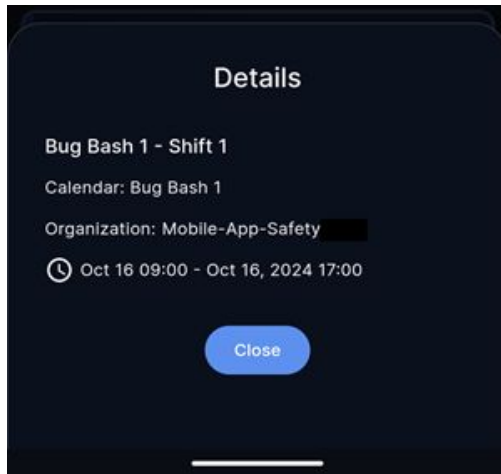 Details
Bug Bash 1 - Shift 1
Calendar: Bug Bash 1
Organization: Mobile-App-Safety
Oct 16 09:00 - Oct 16, 2024 17:00
Close